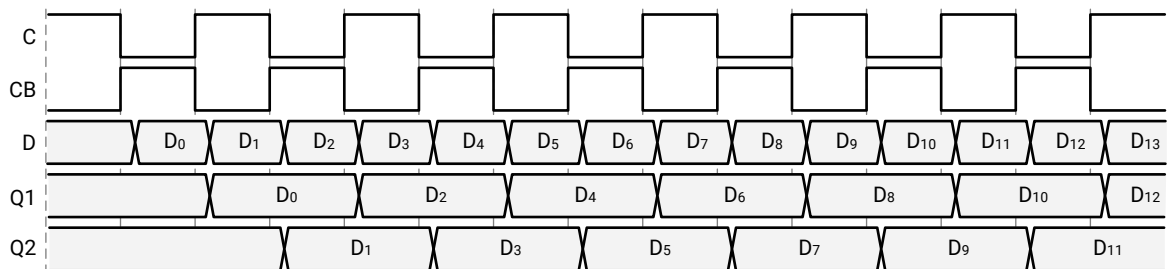 C
CB
D D₀ D₁ D₂ D₃ D₄ D₅ D₆ D₇ D₈ D₉ D₁₀ D₁₁ D₁₂ D₁₃
Q1 D₀ D₂ D₄ D₆ D₈ D₁₀ D₁₂
Q2 D₁ D₃ D₅ D₇ D₉ D₁₁